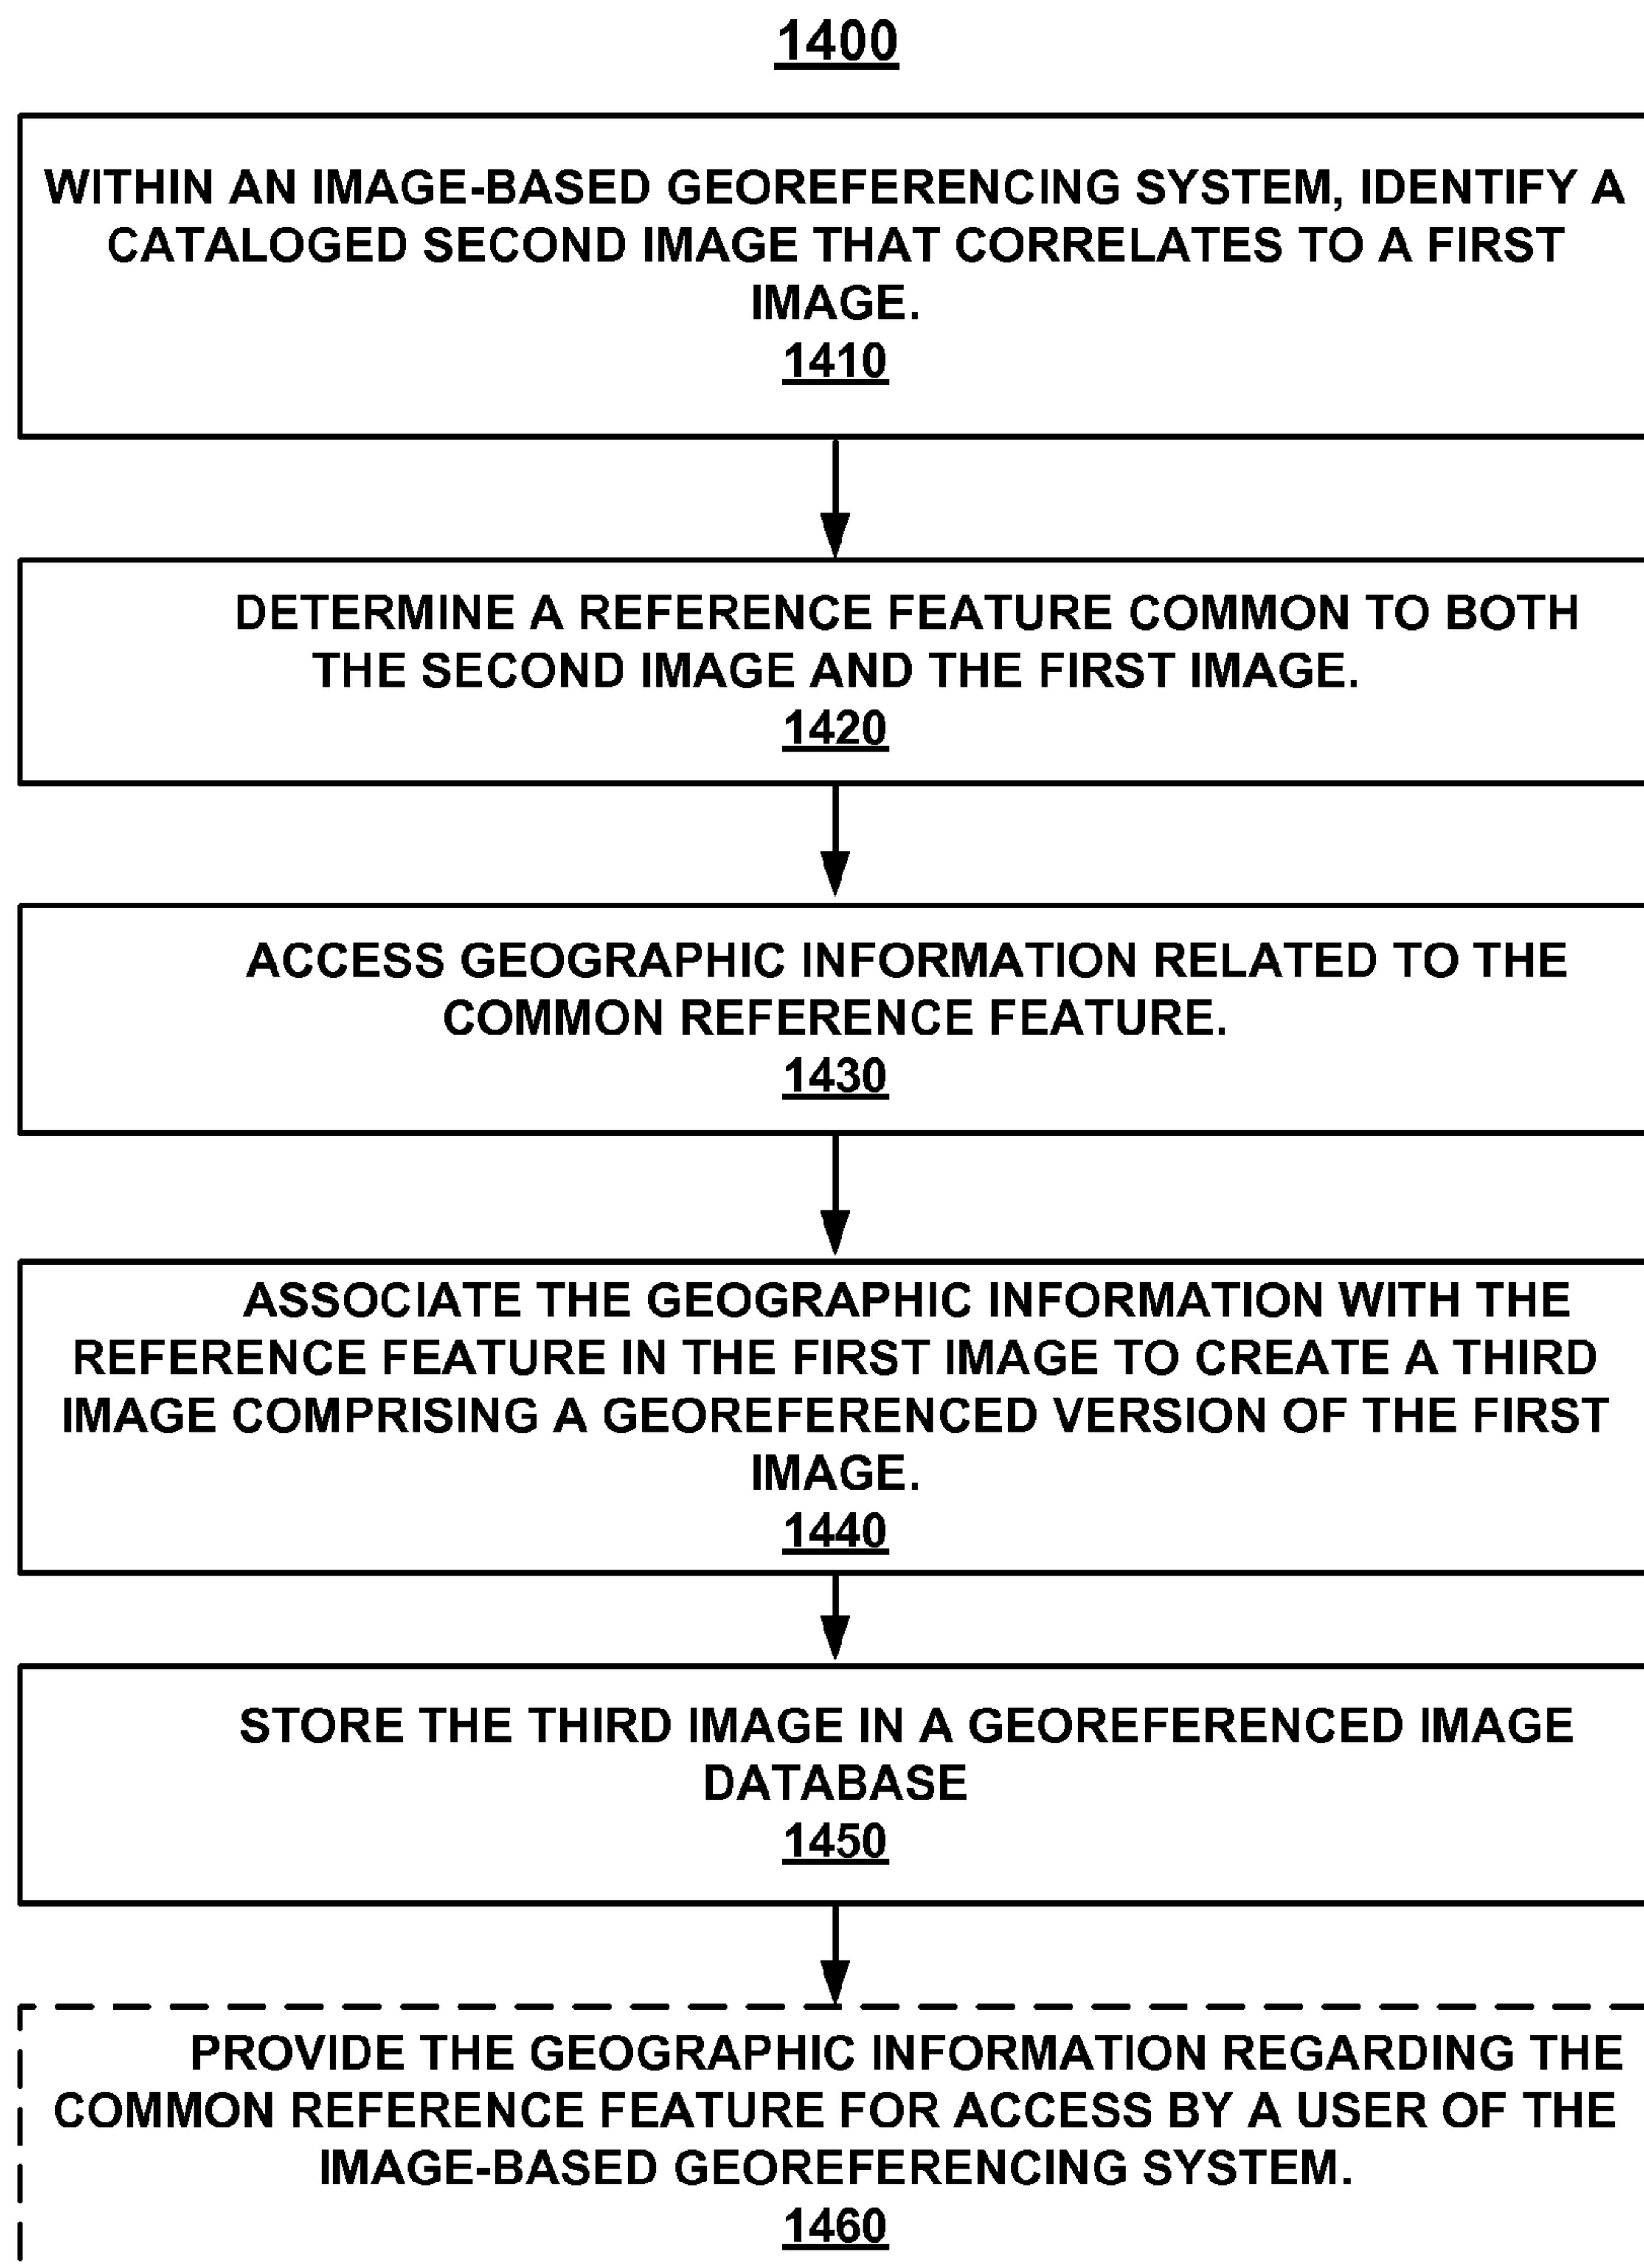 1400
WITHIN AN IMAGE-BASED GEOREFERENCING SYSTEM, IDENTIFY A
CATALOGED SECOND IMAGE THAT CORRELATES TO A FIRST
IMAGE.
1410
DETERMINE A REFERENCE FEATURE COMMON TO BOTH
THE SECOND IMAGE AND THE FIRST IMAGE.
1420
ACCESS GEOGRAPHIC INFORMATION RELATED TO THE
COMMON REFERENCE FEATURE.
1430
ASSOCIATE THE GEOGRAPHIC INFORMATION WITH THE
REFERENCE FEATURE IN THE FIRST IMAGE TO CREATE A THIRD
IMAGE COMPRISING A GEOREFERENCED VERSION OF THE FIRST
IMAGE.
1440
STORE THE THIRD IMAGE IN A GEOREFERENCED IMAGE
DATABASE
1450
PROVIDE THE GEOGRAPHIC INFORMATION REGARDING THE
COMMON REFERENCE FEATURE FOR ACCESS BY A USER OF THE
IMAGE-BASED GEOREFERENCING SYSTEM.
1460